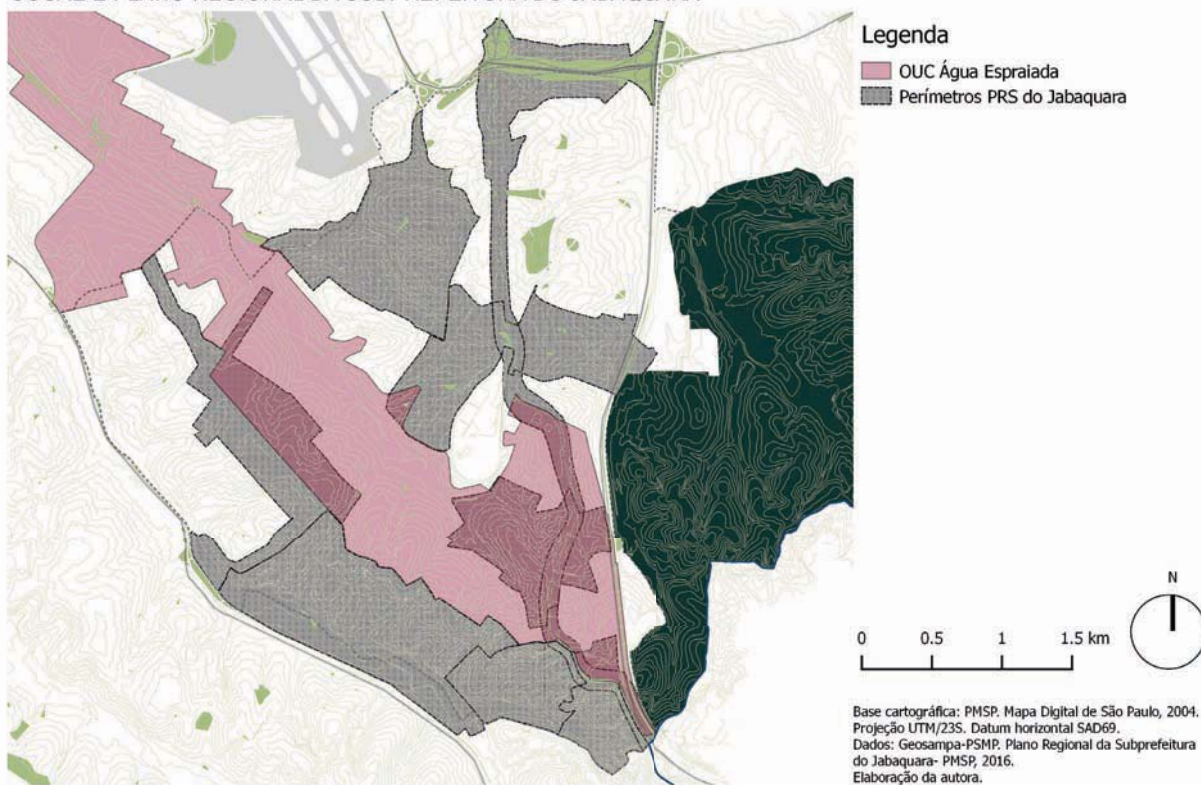 Legenda
OUC Água Espraiada
Perímetros PRS do Jabaquara
N
0 0.5 1 1.5 km
Base cartográfica: PMSP. Mapa Digital de São Paulo, 2004.
Projeção UTM/23S. Datum horizontal SAD69.
Dados: Geosampa-PSMP. Plano Regional da Subprefeitura
do Jabaquara- PMSP, 2016.
Elaboração da autora.